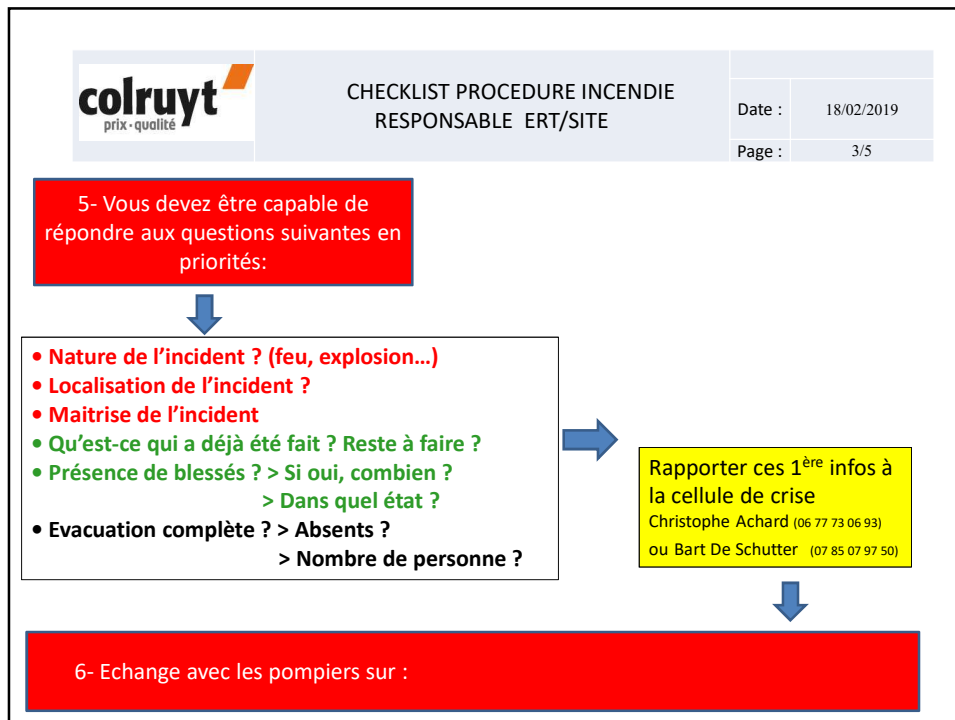 colruyt
prix-qualité
CHECKLIST PROCEDURE INCENDIE
RESPONSABLE ERT/SITE
Date : 18/02/2019
Page : 3/5
5- Vous devez être capable de
répondre aux questions suivantes en
priorités:
• Nature de l’incident ? (feu, explosion…)
• Localisation de l’incident ?
• Maitrise de l’incident
• Qu’est-ce qui a déjà été fait ? Reste à faire ?
• Présence de blessés ? > Si oui, combien ?
> Dans quel état ?
• Evacuation complète ? > Absents ?
> Nombre de personne ?
Rapporter ces 1ère infos à
la cellule de crise
Christophe Achard (06 77 73 06 93)
ou Bart De Schutter (07 85 07 97 50)
6- Echange avec les pompiers sur :